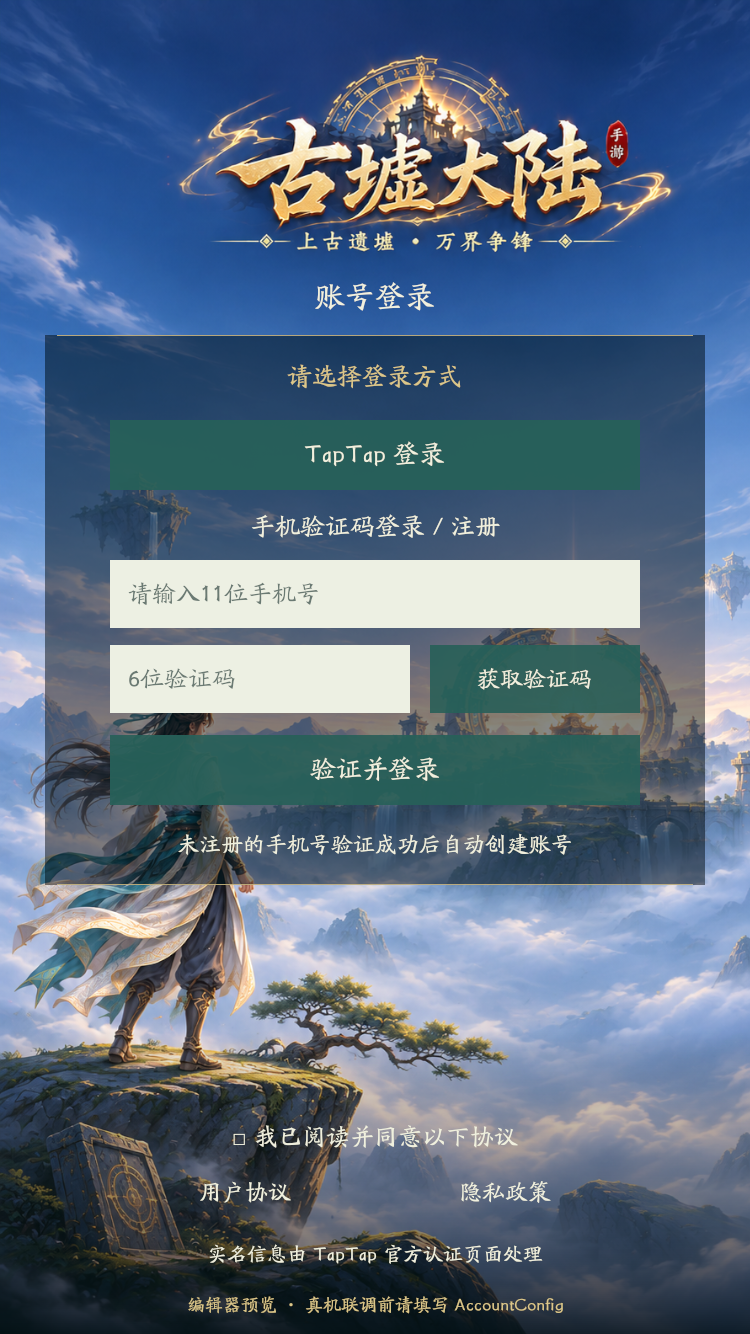 古墟大陆
手游
上古遗墟 • 万界争锋
账号登录
请选择登录方式
TapTap 登录
手机验证码登录 / 注册
请输入11位手机号
6位验证码
获取验证码
验证并登录
未注册的手机号验证成功后自动创建账号
□ 我已阅读并同意以下协议
用户协议
隐私政策
实名信息由 TapTap 官方认证页面处理
编辑器预览 · 真机联调前请填写 AccountConfig